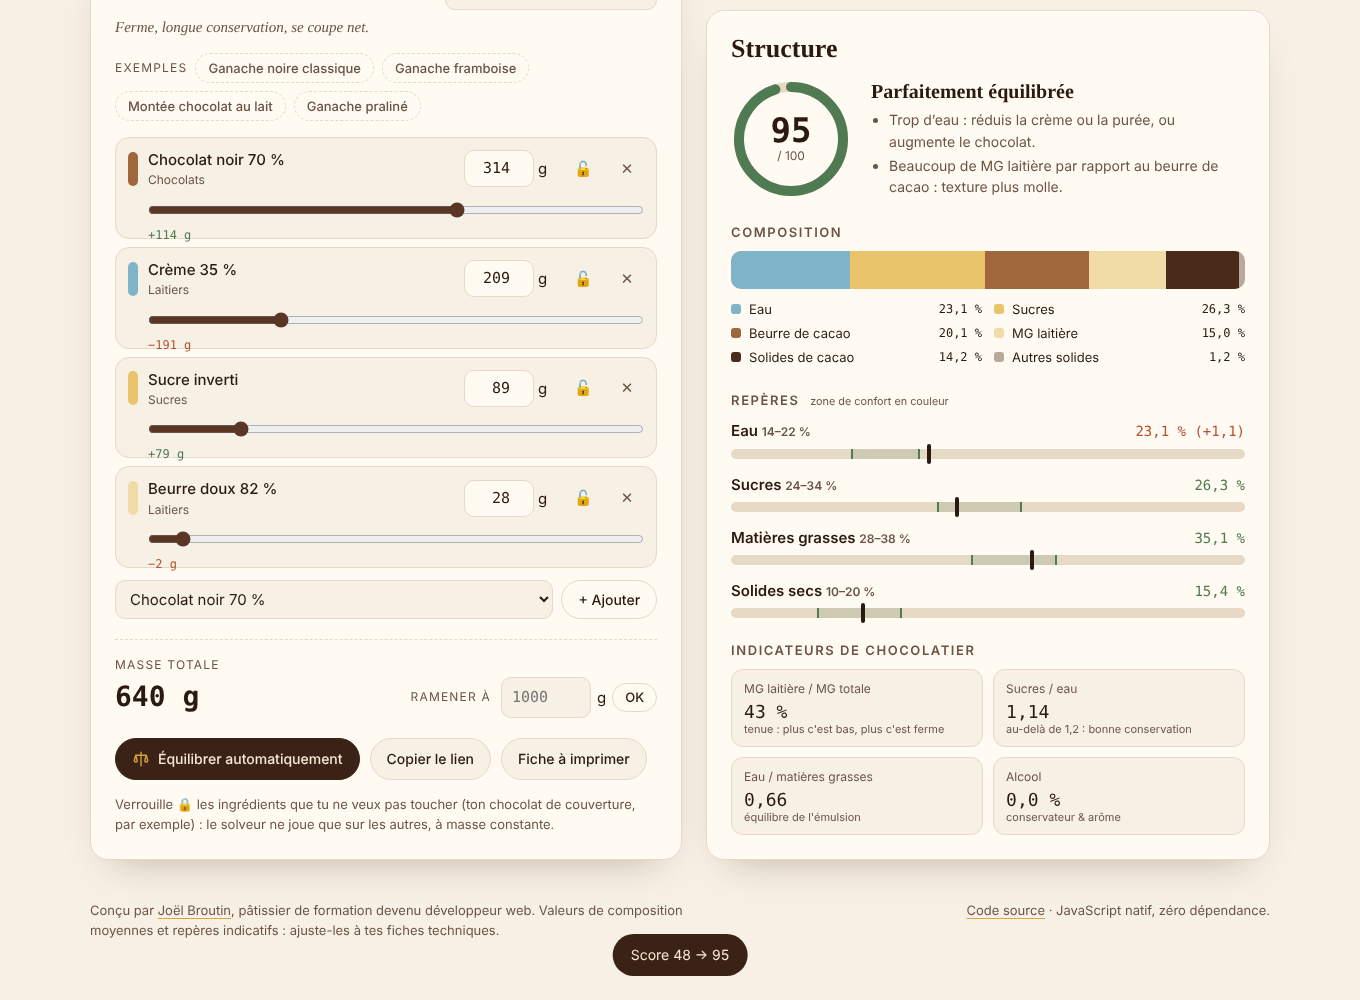 Ferme, longue conservation, se coupe net.
EXEMPLES Ganache noire classique Ganache framboise
Montée chocolat au lait Ganache praliné
Chocolat noir 70 % 314 g 🔓 ×
Chocolats
+114 g
Crème 35 % 209 g 🔓 ×
Laitiers
−191 g
Sucre inverti 89 g 🔓 ×
Sucres
+79 g
Beurre doux 82 % 28 g 🔓 ×
Laitiers
−2 g
Chocolat noir 70 % + Ajouter
MASSE TOTALE
640 g RAMENER À 1000 g OK
Équilibrer automatiquement Copier le lien Fiche à imprimer
Verrouille 🔒 les ingrédients que tu ne veux pas toucher (ton chocolat de couverture,
par exemple) : le solveur ne joue que sur les autres, à masse constante.
Structure
95
/ 100
Parfaitement équilibrée
• Trop d’eau : réduis la crème ou la purée, ou
augmente le chocolat.
• Beaucoup de MG laitière par rapport au beurre de
cacao : texture plus molle.
COMPOSITION
Eau 23,1 % Sucres 26,3 %
Beurre de cacao 20,1 % MG laitière 15,0 %
Solides de cacao 14,2 % Autres solides 1,2 %
REPÈRES zone de confort en couleur
Eau 14–22 % 23,1 % (+1,1)
Sucres 24–34 % 26,3 %
Matières grasses 28–38 % 35,1 %
Solides secs 10–20 % 15,4 %
INDICATEURS DE CHOCOLATIER
MG laitière / MG totale
43 %
tenue : plus c'est bas, plus c'est ferme
Sucres / eau
1,14
au-delà de 1,2 : bonne conservation
Eau / matières grasses
0,66
équilibre de l'émulsion
Alcool
0,0 %
conservateur & arôme
Conçu par Joël Broutin, pâtissier de formation devenu développeur web. Valeurs de composition
moyennes et repères indicatifs : ajuste-les à tes fiches techniques.
Code source · JavaScript natif, zéro dépendance.
Score 48 → 95